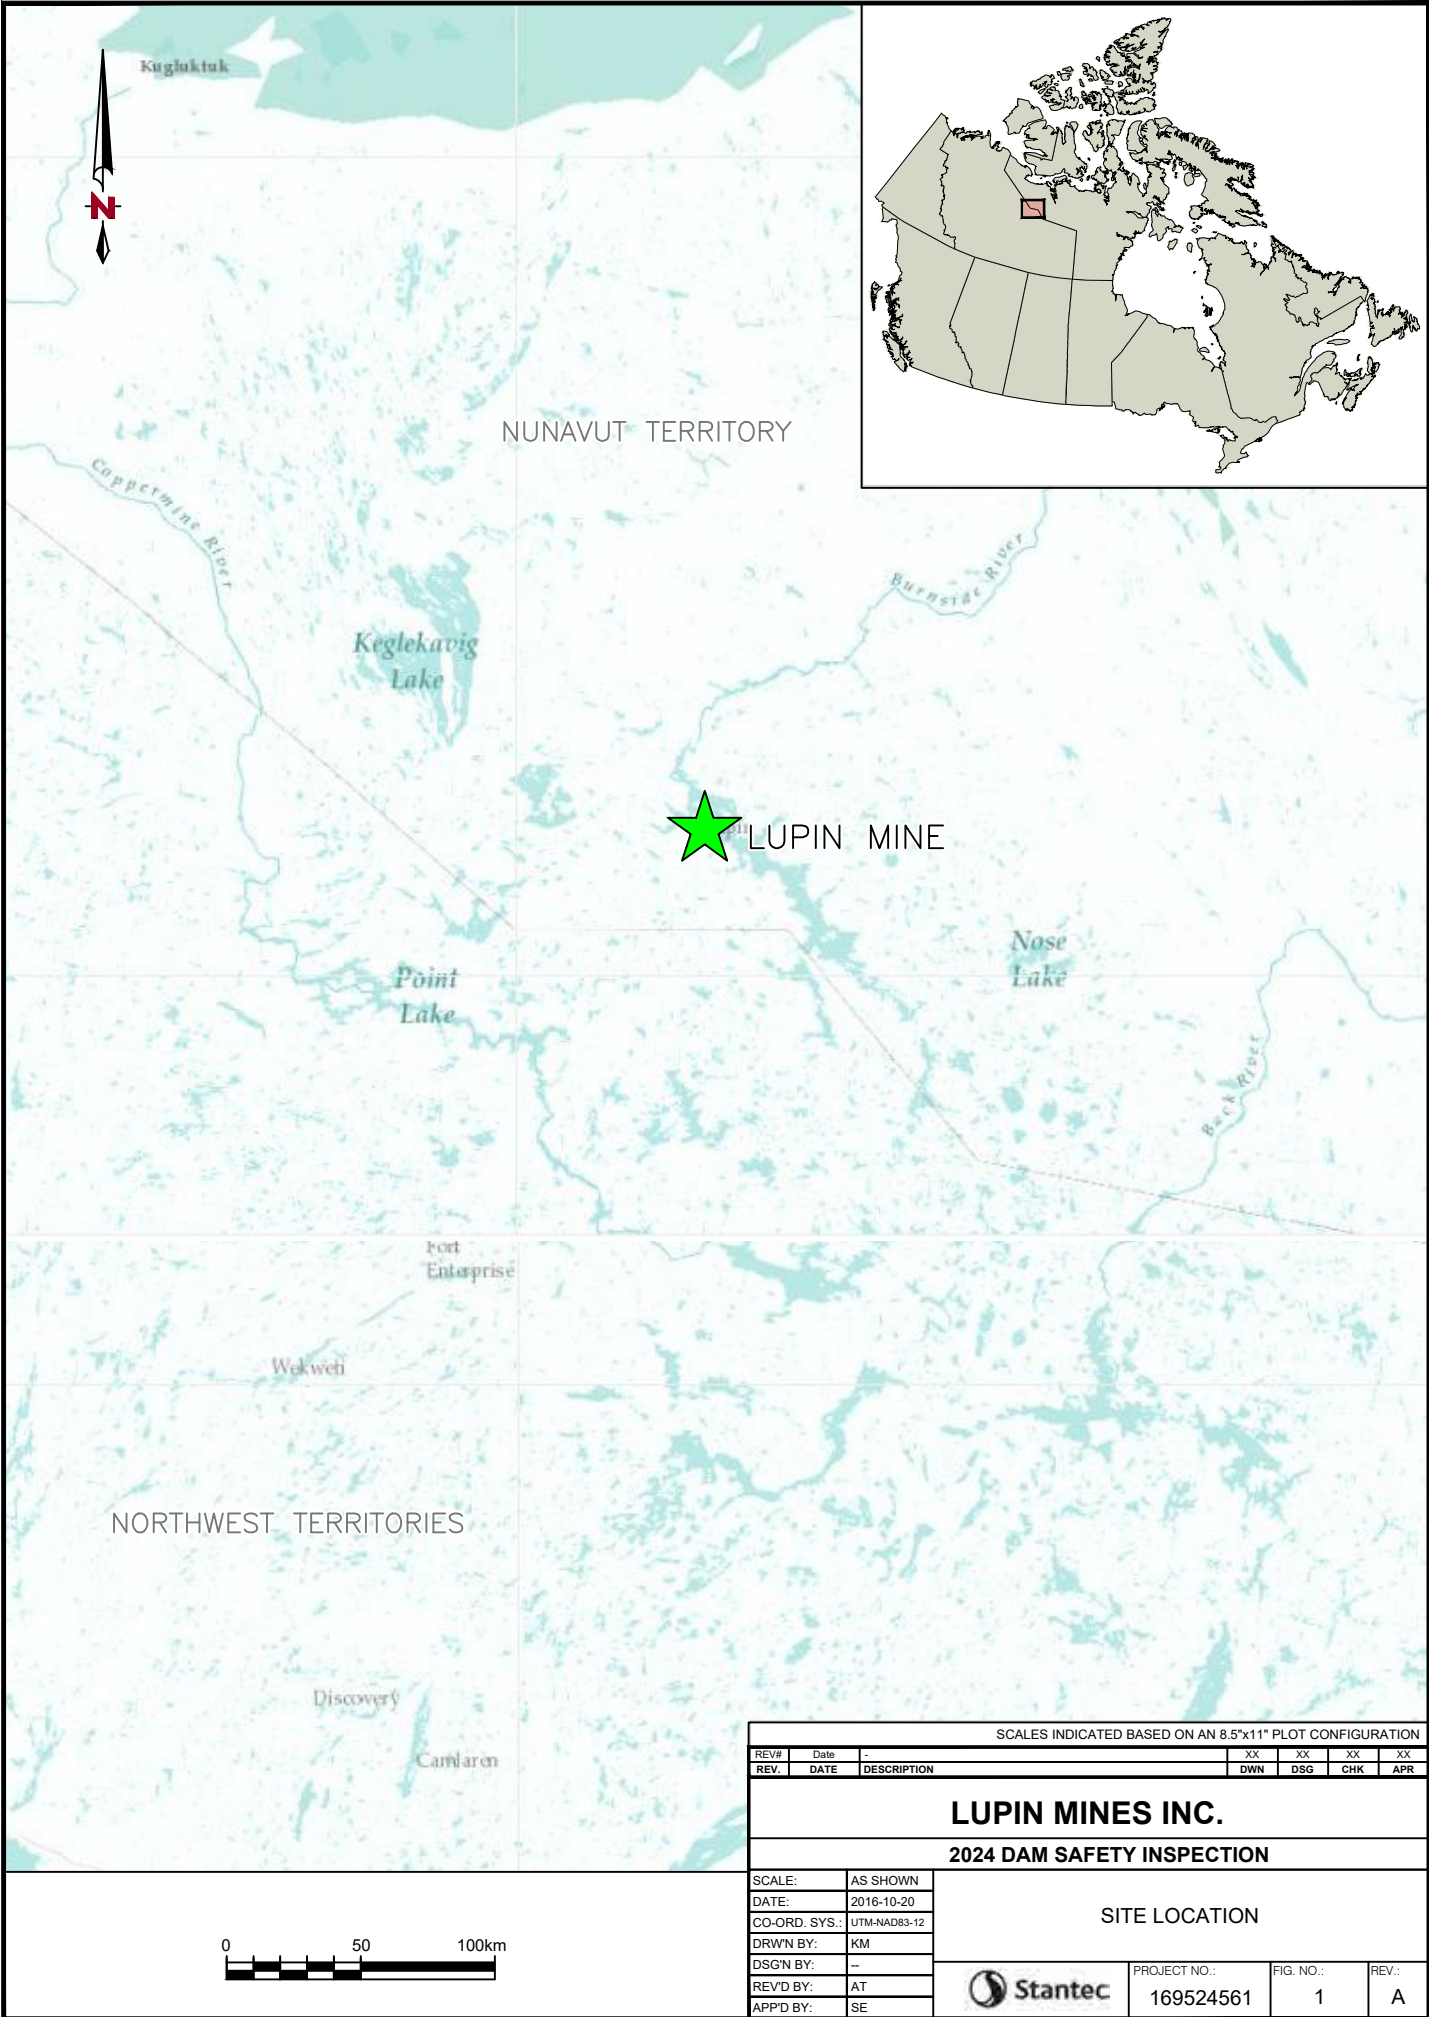 Kugluktuk
N
NUNAVUT TERRITORY
Coppermine River
Burnside River
Keglekavig
Lake
LUPIN MINE
Nose
Lake
Point
Lake
Back River
Fort
Enterprise
Wekweti
NORTHWEST TERRITORIES
Discovery
Camlaren
SCALES INDICATED BASED ON AN 8.5"x11" PLOT CONFIGURATION
REV# Date - XX XX XX XX
REV. DATE DESCRIPTION DWN DSG CHK APR
LUPIN MINES INC.
2024 DAM SAFETY INSPECTION
SCALE: AS SHOWN
DATE: 2016-10-20
CO-ORD. SYS.: UTM-NAD83-12
DRW'N BY: KM
DSG'N BY: --
REV'D BY: AT
APP'D BY: SE
SITE LOCATION
Stantec
PROJECT NO.: 169524561
FIG. NO.: 1
REV.: A
0 50 100km